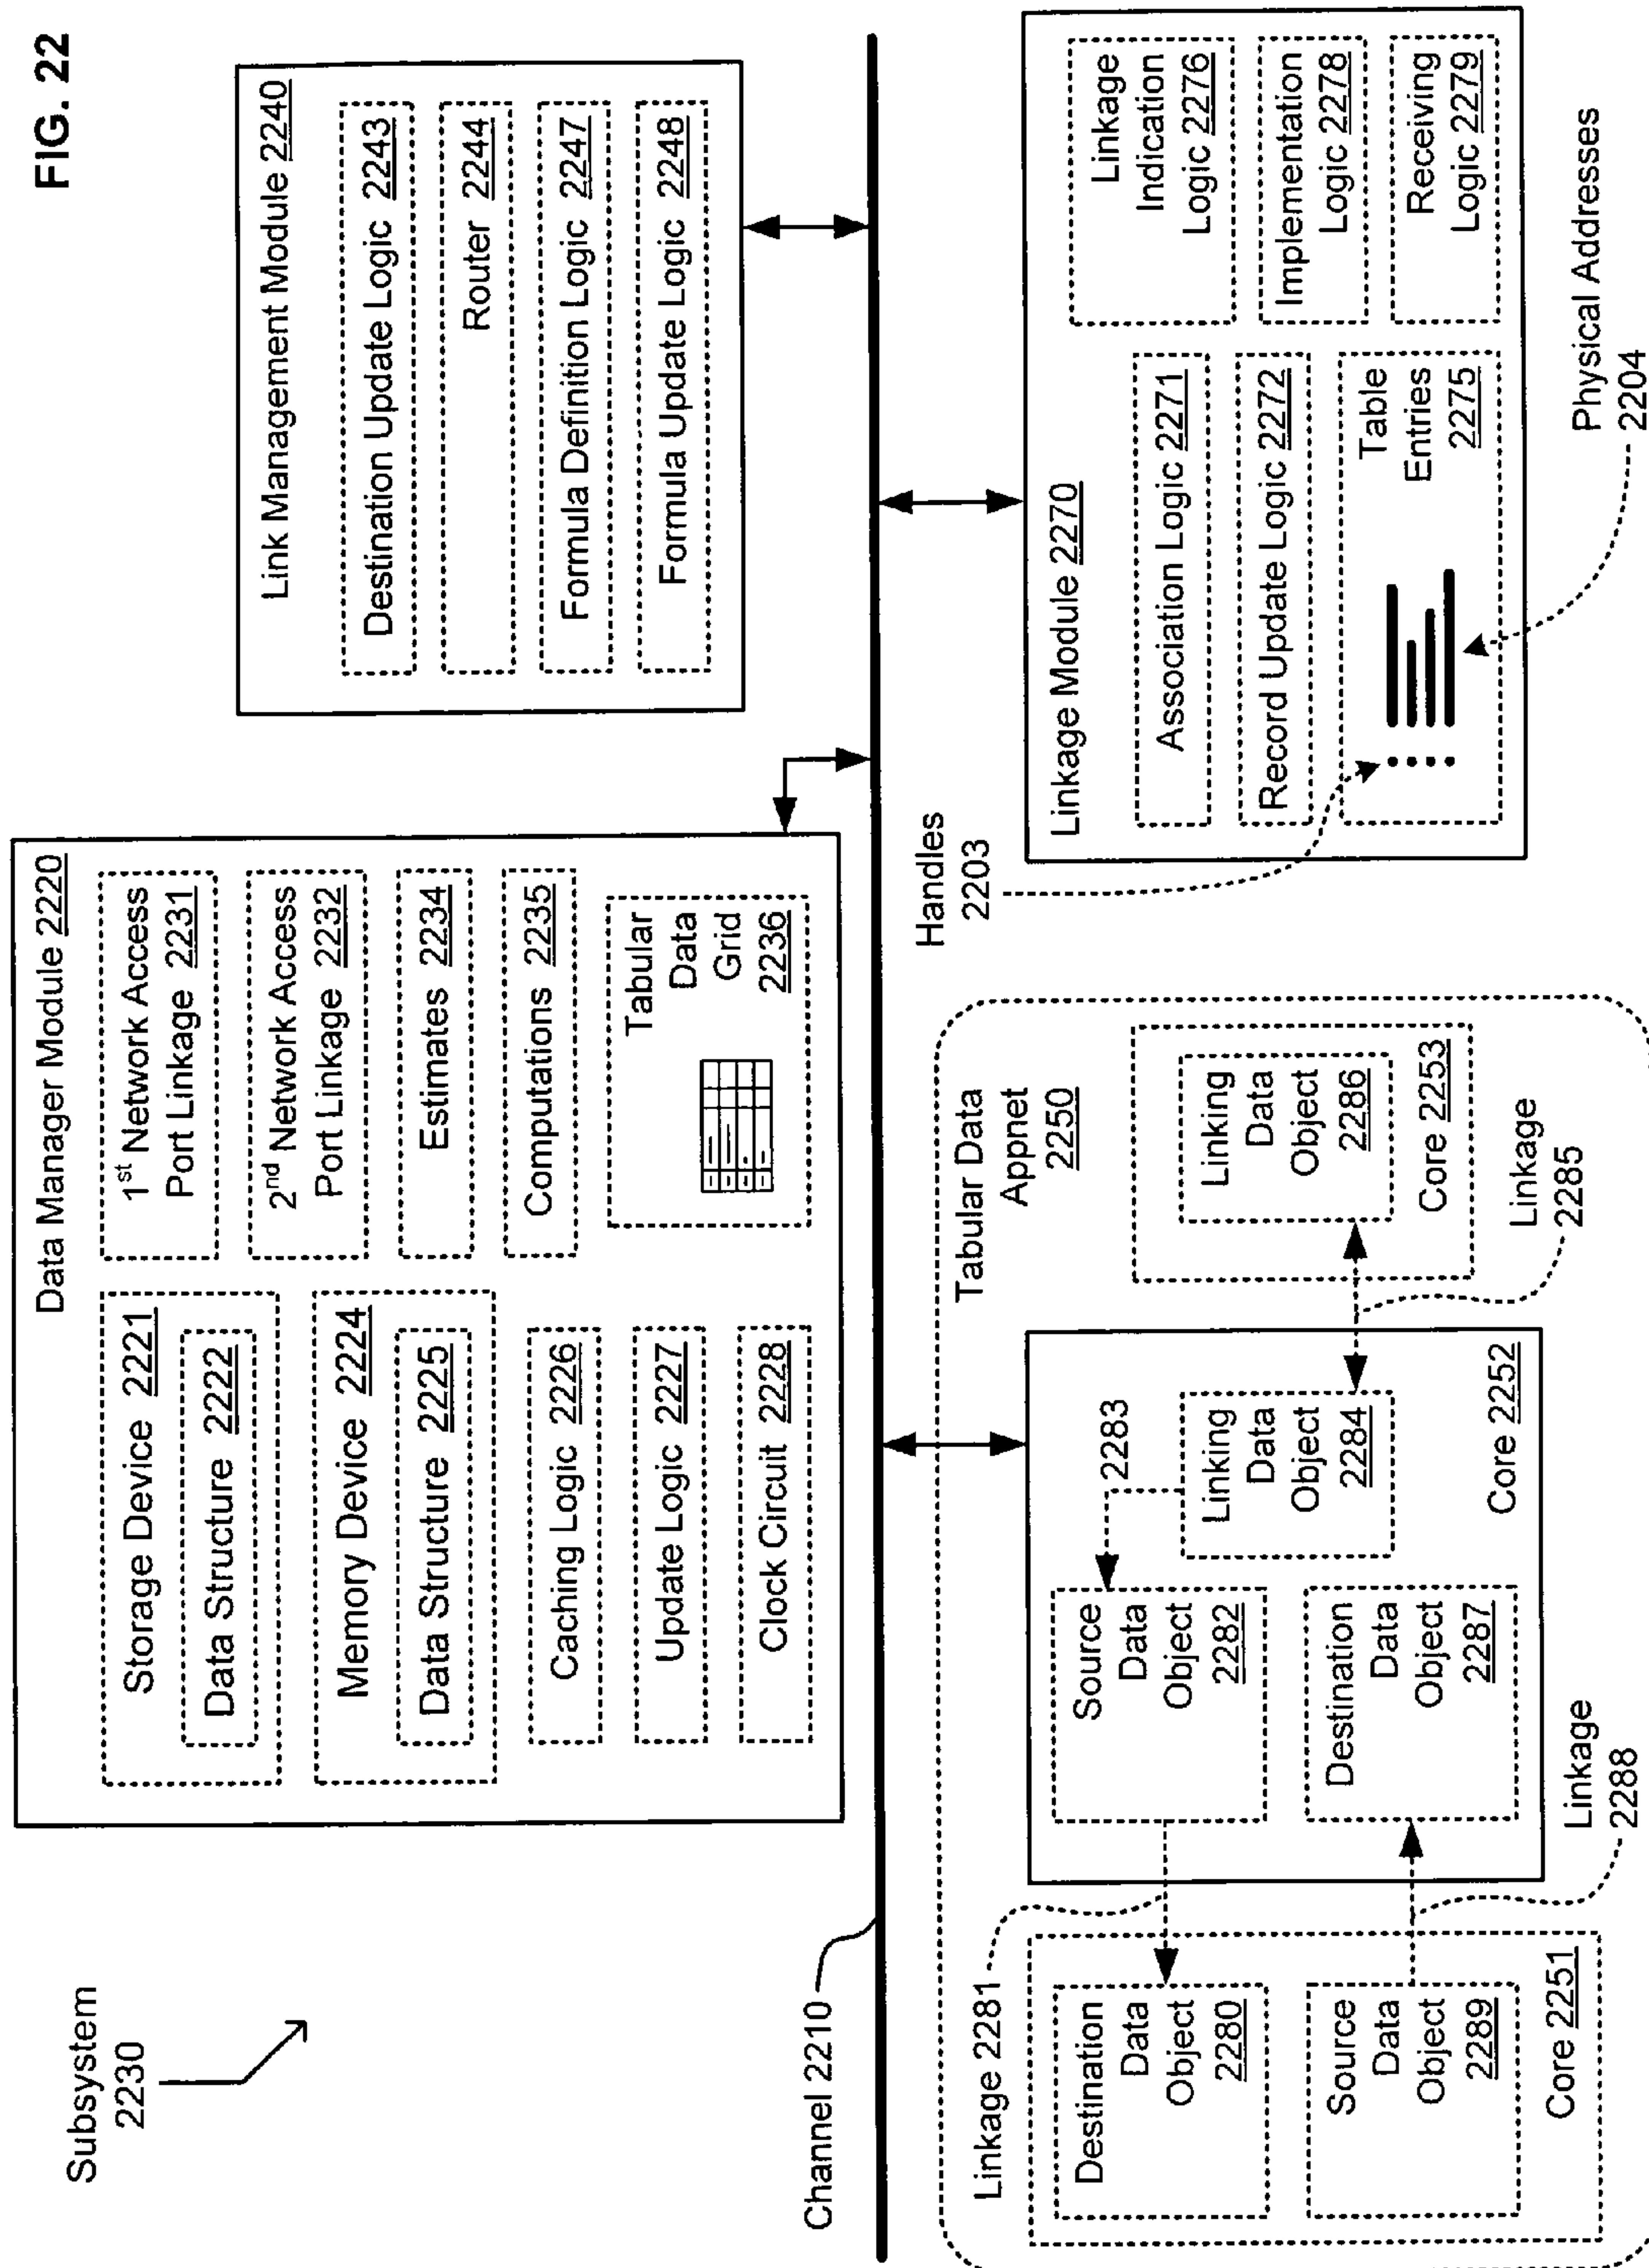 FIG. 22
Subsystem
2230
Data Manager Module 2220
Storage Device 2221
Data Structure 2222
Memory Device 2224
Data Structure 2225
Caching Logic 2226
Update Logic 2227
Clock Circuit 2228
1st Network Access
Port Linkage 2231
2nd Network Access
Port Linkage 2232
Estimates 2234
Computations 2235
Tabular
Data
Grid
2236
Link Management Module 2240
Destination Update Logic 2243
Router 2244
Formula Definition Logic 2247
Formula Update Logic 2248
Channel 2210
Tabular Data
Appnet
2250
Linkage 2281
Destination
Data
Object
2280
Source
Data
Object
2289
Core 2251
Source
Data
Object
2282
2283
Linking
Data
Object
2284
Destination
Data
Object
2287
Core 2252
Linkage
2288
Linking
Data
Object
2286
Core 2253
Linkage
2285
Handles
2203
Linkage Module 2270
Association Logic 2271
Record Update Logic 2272
Table
Entries
2275
Linkage
Indication
Logic 2276
Implementation
Logic 2278
Receiving
Logic 2279
Physical Addresses
2204